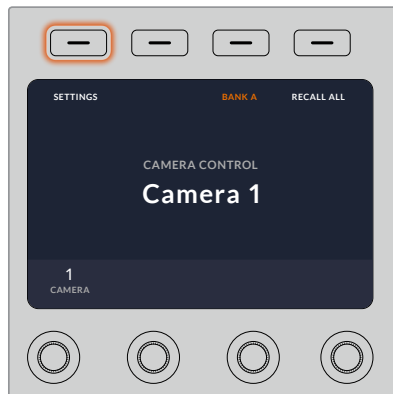 SETTINGS BANK A RECALL ALL
CAMERA CONTROL
Camera 1
1
CAMERA